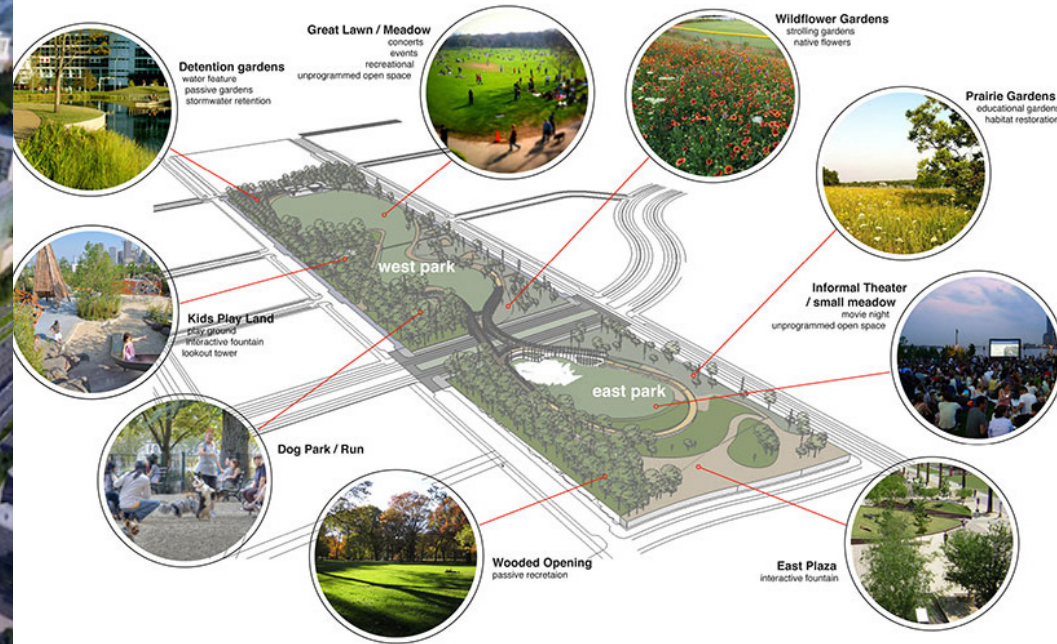 Detention gardens
water feature
passive gardens
stormwater retention
Great Lawn / Meadow
concerts
events
recreational
unprogrammed open space
Wildflower Gardens
strolling gardens
native flowers
Prairie Gardens
educational gardens
habitat restoration
west park
Kids Play Land
play ground
interactive fountain
lookout tower
Informal Theater
/ small meadow
movie night
unprogrammed open space
east park
Dog Park / Run
Wooded Opening
passive recretaion
East Plaza
interactive fountain